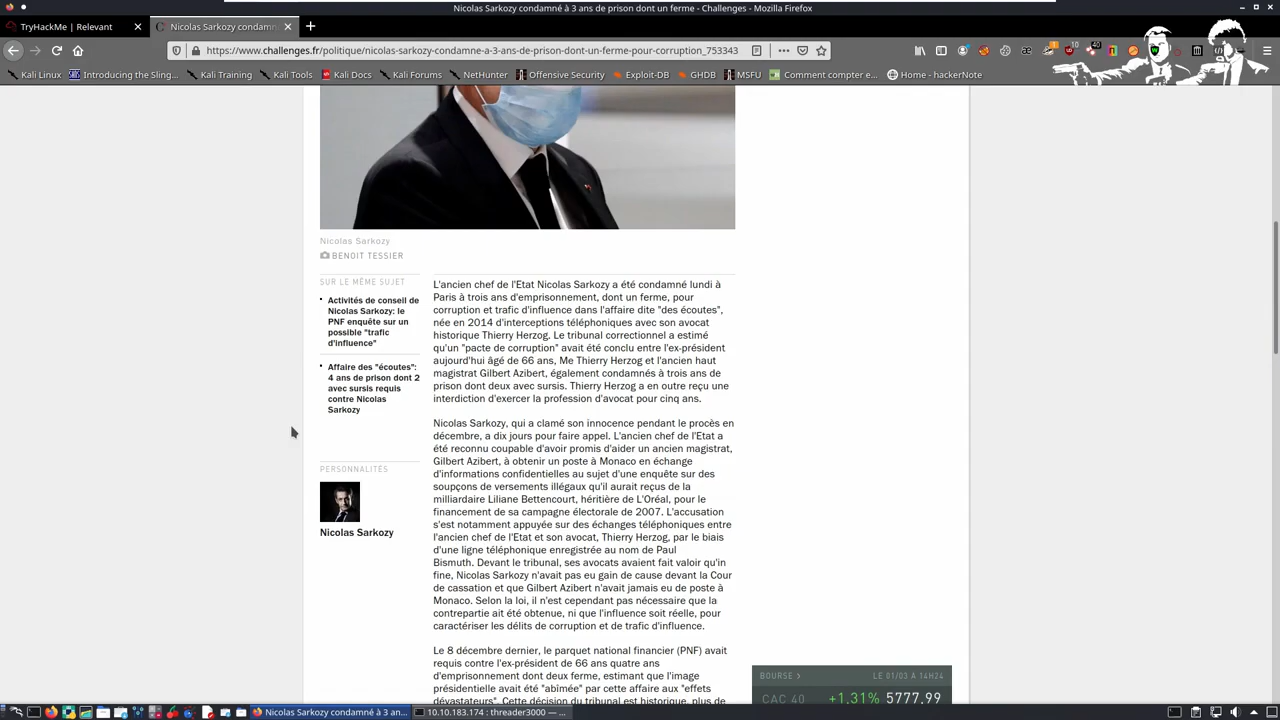 Nicolas Sarkozy condamné à 3 ans de prison dont un ferme - Challenges - Mozilla Firefox
TryHackMe | Relevant
Nicolas Sarkozy condamn
https://www.challenges.fr/politique/nicolas-sarkozy-condamne-a-3-ans-de-prison-dont-un-ferme-pour-corruption_753343
Kali Linux
Introducing the Sling...
Kali Training
Kali Tools
Kali Docs
Kali Forums
NetHunter
Offensive Security
Exploit-DB
GHDB
MSFU
Comment compter e...
Home - hackerNote
Nicolas Sarkozy
BENOIT TESSIER
SUR LE MÊME SUJET
Activités de conseil de
Nicolas Sarkozy: le
PNF enquête sur un
possible "trafic
d'influence"
Affaire des "écoutes":
4 ans de prison dont 2
avec sursis requis
contre Nicolas
Sarkozy
PERSONNALITÉS
Nicolas Sarkozy
L'ancien chef de l'Etat Nicolas Sarkozy a été condamné lundi à
Paris à trois ans d'emprisonnement, dont un ferme, pour
corruption et trafic d'influence dans l'affaire dite "des écoutes",
née en 2014 d'interceptions téléphoniques avec son avocat
historique Thierry Herzog. Le tribunal correctionnel a estimé
qu'un "pacte de corruption" avait été conclu entre l'ex-président
aujourd'hui âgé de 66 ans, Me Thierry Herzog et l'ancien haut
magistrat Gilbert Azibert, également condamnés à trois ans de
prison dont deux avec sursis. Thierry Herzog a en outre reçu une
interdiction d'exercer la profession d'avocat pour cinq ans.
Nicolas Sarkozy, qui a clamé son innocence pendant le procès en
décembre, a dix jours pour faire appel. L'ancien chef de l'Etat a
été reconnu coupable d'avoir promis d'aider un ancien magistrat,
Gilbert Azibert, à obtenir un poste à Monaco en échange
d'informations confidentielles au sujet d'une enquête sur des
soupçons de versements illégaux qu'il aurait reçus de la
milliardaire Liliane Bettencourt, héritière de L'Oréal, pour le
financement de sa campagne électorale de 2007. L'accusation
s'est notamment appuyée sur des échanges téléphoniques entre
l'ancien chef de l'Etat et son avocat, Thierry Herzog, par le biais
d'une ligne téléphonique enregistrée au nom de Paul
Bismuth. Devant le tribunal, ses avocats avaient fait valoir qu'in
fine, Nicolas Sarkozy n'avait pas eu gain de cause devant la Cour
de cassation et que Gilbert Azibert n'avait jamais eu de poste à
Monaco. Selon la loi, il n'est cependant pas nécessaire que la
contrepartie ait été obtenue, ni que l'influence soit réelle, pour
caractériser les délits de corruption et de trafic d'influence.
Le 8 décembre dernier, le parquet national financier (PNF) avait
requis contre l'ex-président de 66 ans quatre ans
d'emprisonnement dont deux ferme, estimant que l'image
présidentielle avait été "abîmée" par cette affaire aux "effets
dévastateurs". Cette décision du tribunal est historique, plus de
BOURSE
LE 01/03 À 14H24
CAC 40
+1,31% 5777,99
Nicolas Sarkozy condamné à 3 an...
10.10.183.174 : threader3000 — ...